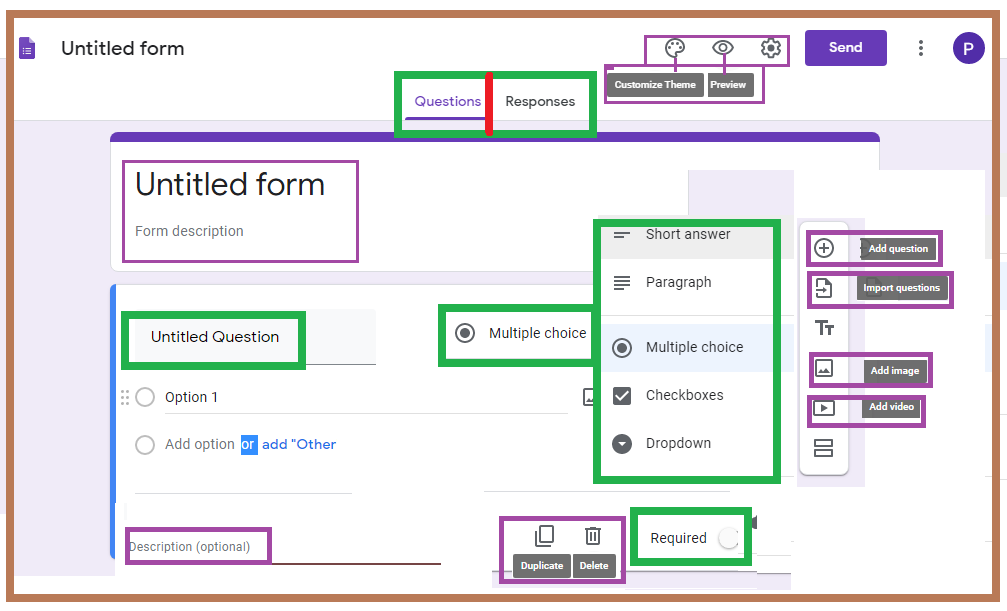 Untitled form
Send
P
Customize Theme
Preview
Questions
Responses
Untitled form
Form description
Short answer
Paragraph
Multiple choice
Checkboxes
Dropdown
Add question
Import questions
Tт
Add image
Add video
Untitled Question
Multiple choice
Option 1
Add option or add "Other
Description (optional)
Duplicate
Delete
Required